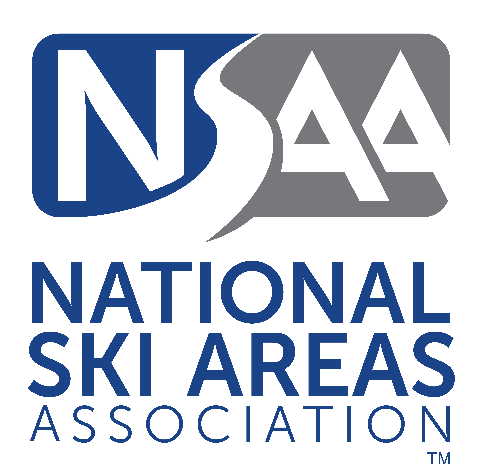 NSAA
NATIONAL
SKI AREAS
ASSOCIATION
TM